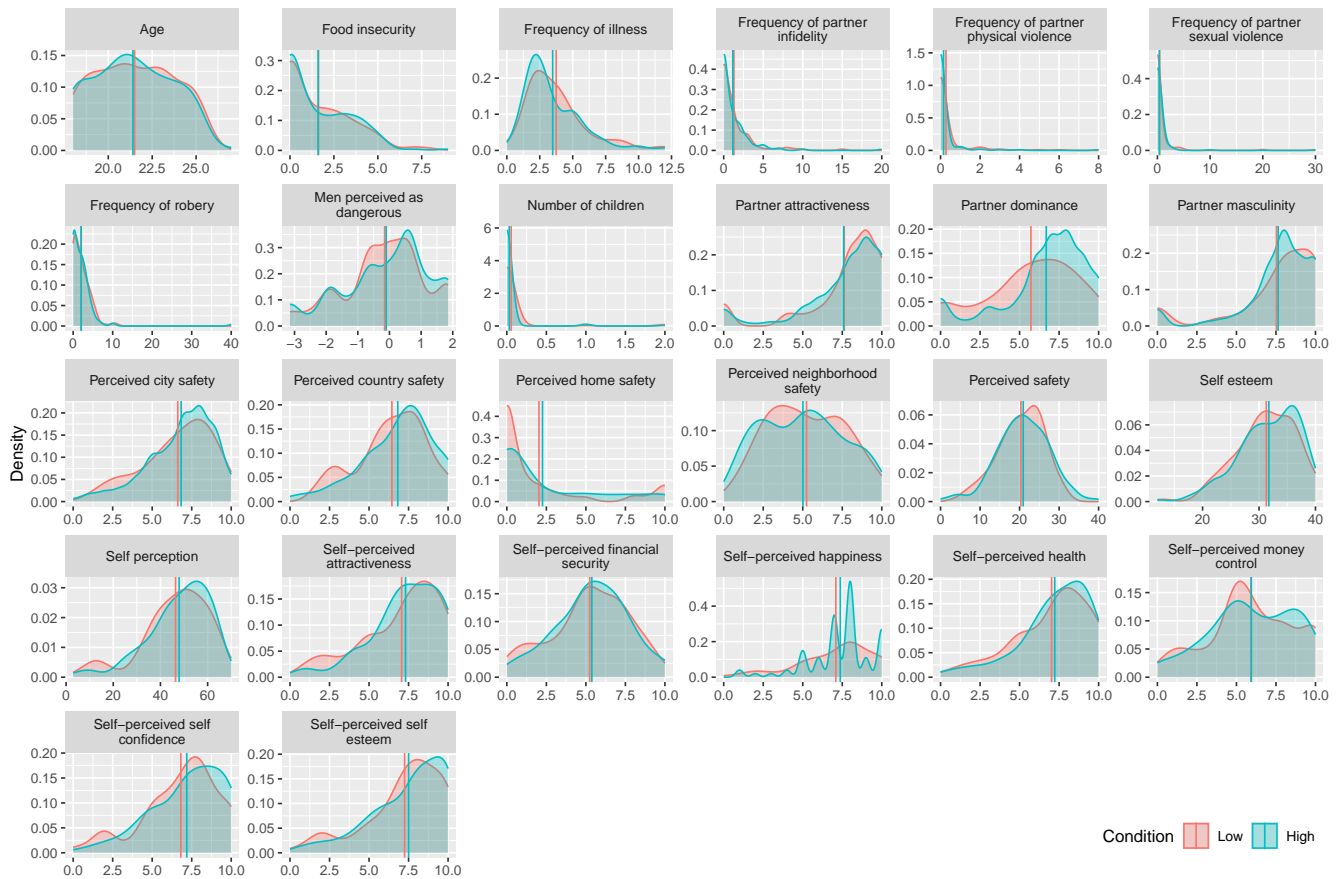 Age
Food insecurity
Frequency of illness
Frequency of partner
infidelity
Frequency of partner
physical violence
Frequency of partner
sexual violence
0.15
0.10
0.05
0.00
20.0 22.5 25.0
0.3
0.2
0.1
0.0
0.0 2.5 5.0 7.5
0.2
0.1
0.0
0.0 2.5 5.0 7.5 10.0 12.5
0.4
0.3
0.2
0.1
0.0
0 5 10 15 20
1.5
1.0
0.5
0.0
0 2 4 6 8
0.4
0.2
0.0
0 10 20 30
Frequency of robery
Men perceived as
dangerous
Number of children
Partner attractiveness
Partner dominance
Partner masculinity
0.20
0.15
0.10
0.05
0.00
0 10 20 30 40
0.3
0.2
0.1
0.0
−3 −2 −1 0 1 2
6
4
2
0
0.0 0.5 1.0 1.5 2.0
0.2
0.1
0.0
0.0 2.5 5.0 7.5 10.0
0.20
0.15
0.10
0.05
0.00
0.0 2.5 5.0 7.5 10.0
0.2
0.1
0.0
0.0 2.5 5.0 7.5 10.0
Density
Perceived city safety
Perceived country safety
Perceived home safety
Perceived neighborhood
safety
Perceived safety
Self esteem
0.20
0.15
0.10
0.05
0.00
0.0 2.5 5.0 7.5 10.0
0.20
0.15
0.10
0.05
0.00
0.0 2.5 5.0 7.5 10.0
0.4
0.3
0.2
0.1
0.0
0.0 2.5 5.0 7.5 10.0
0.10
0.05
0.00
0.0 2.5 5.0 7.5 10.0
0.06
0.04
0.02
0.00
0 10 20 30 40
0.06
0.04
0.02
0.00
20 30 40
Self perception
Self−perceived
attractiveness
Self−perceived financial
security
Self−perceived happiness
Self−perceived health
Self−perceived money
control
0.03
0.02
0.01
0.00
0 20 40 60
0.15
0.10
0.05
0.00
0.0 2.5 5.0 7.5 10.0
0.15
0.10
0.05
0.00
0.0 2.5 5.0 7.5 10.0
0.4
0.2
0.0
0.0 2.5 5.0 7.5 10.0
0.20
0.15
0.10
0.05
0.00
0.0 2.5 5.0 7.5 10.0
0.15
0.10
0.05
0.00
0.0 2.5 5.0 7.5 10.0
Self−perceived self
confidence
Self−perceived self
esteem
0.20
0.15
0.10
0.05
0.00
0.0 2.5 5.0 7.5 10.0
0.20
0.15
0.10
0.05
0.00
0.0 2.5 5.0 7.5 10.0
Condition Low High